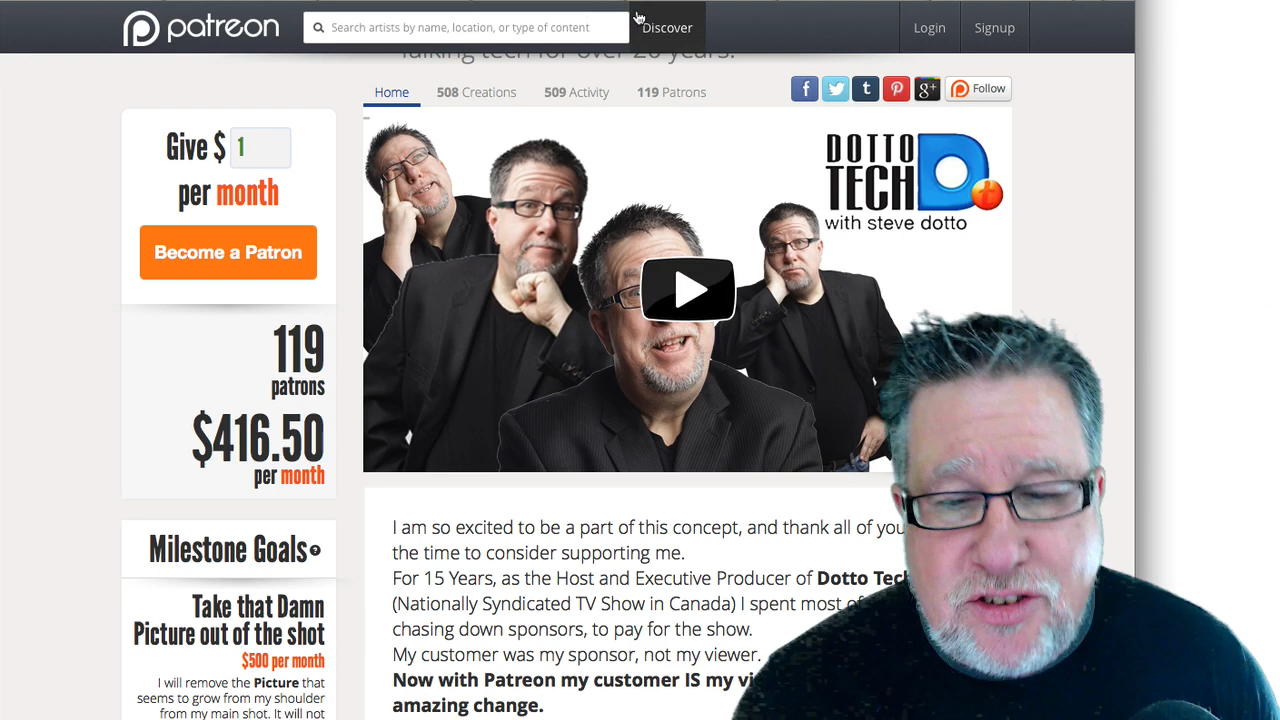 patreon
Search artists by name, location, or type of content
Discover
Login
Signup
Talking tech for over 20 years.
Home
508 Creations
509 Activity
119 Patrons
f
t
g+
Follow
Give $ 1
per month
Become a Patron
119
patrons
$416.50
per month
Milestone Goals ?
Take that Damn
Picture out of the shot
$500 per month
I will remove the Picture that
seems to grow from my shoulder
from my main shot. It will not
DOTTO
TECH
with steve dotto
I am so excited to be a part of this concept, and thank all of you
the time to consider supporting me.
For 15 Years, as the Host and Executive Producer of Dotto Tec
(Nationally Syndicated TV Show in Canada) I spent most of
chasing down sponsors, to pay for the show.
My customer was my sponsor, not my viewer.
Now with Patreon my customer IS my vi
amazing change.